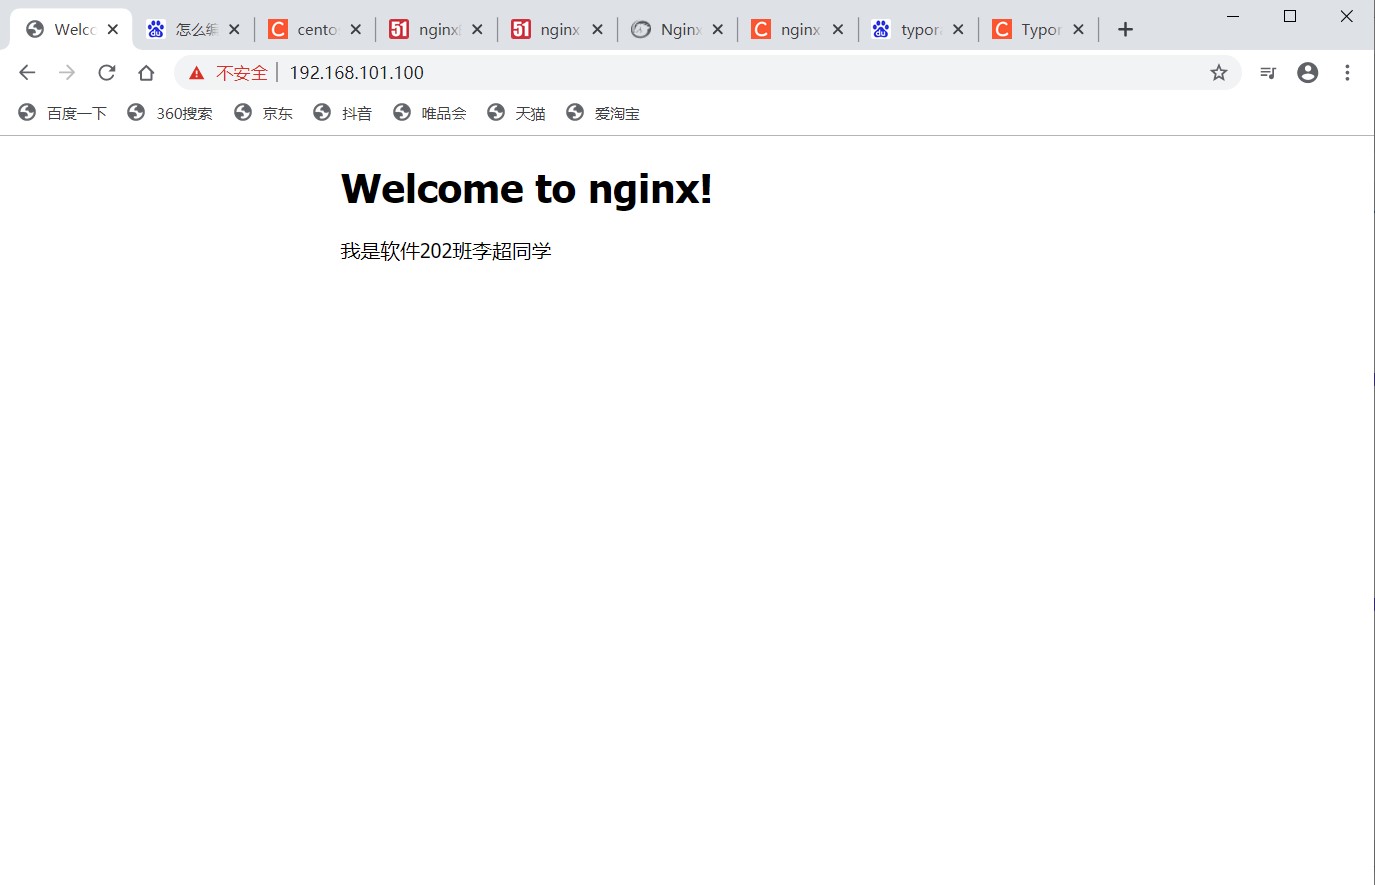 Welco 怎么编 cento nginx nginx Nginx nginx typora Typor
不安全 192.168.101.100
百度一下 360搜索 京东 抖音 唯品会 天猫 爱淘宝
Welcome to nginx!
我是软件202班李超同学